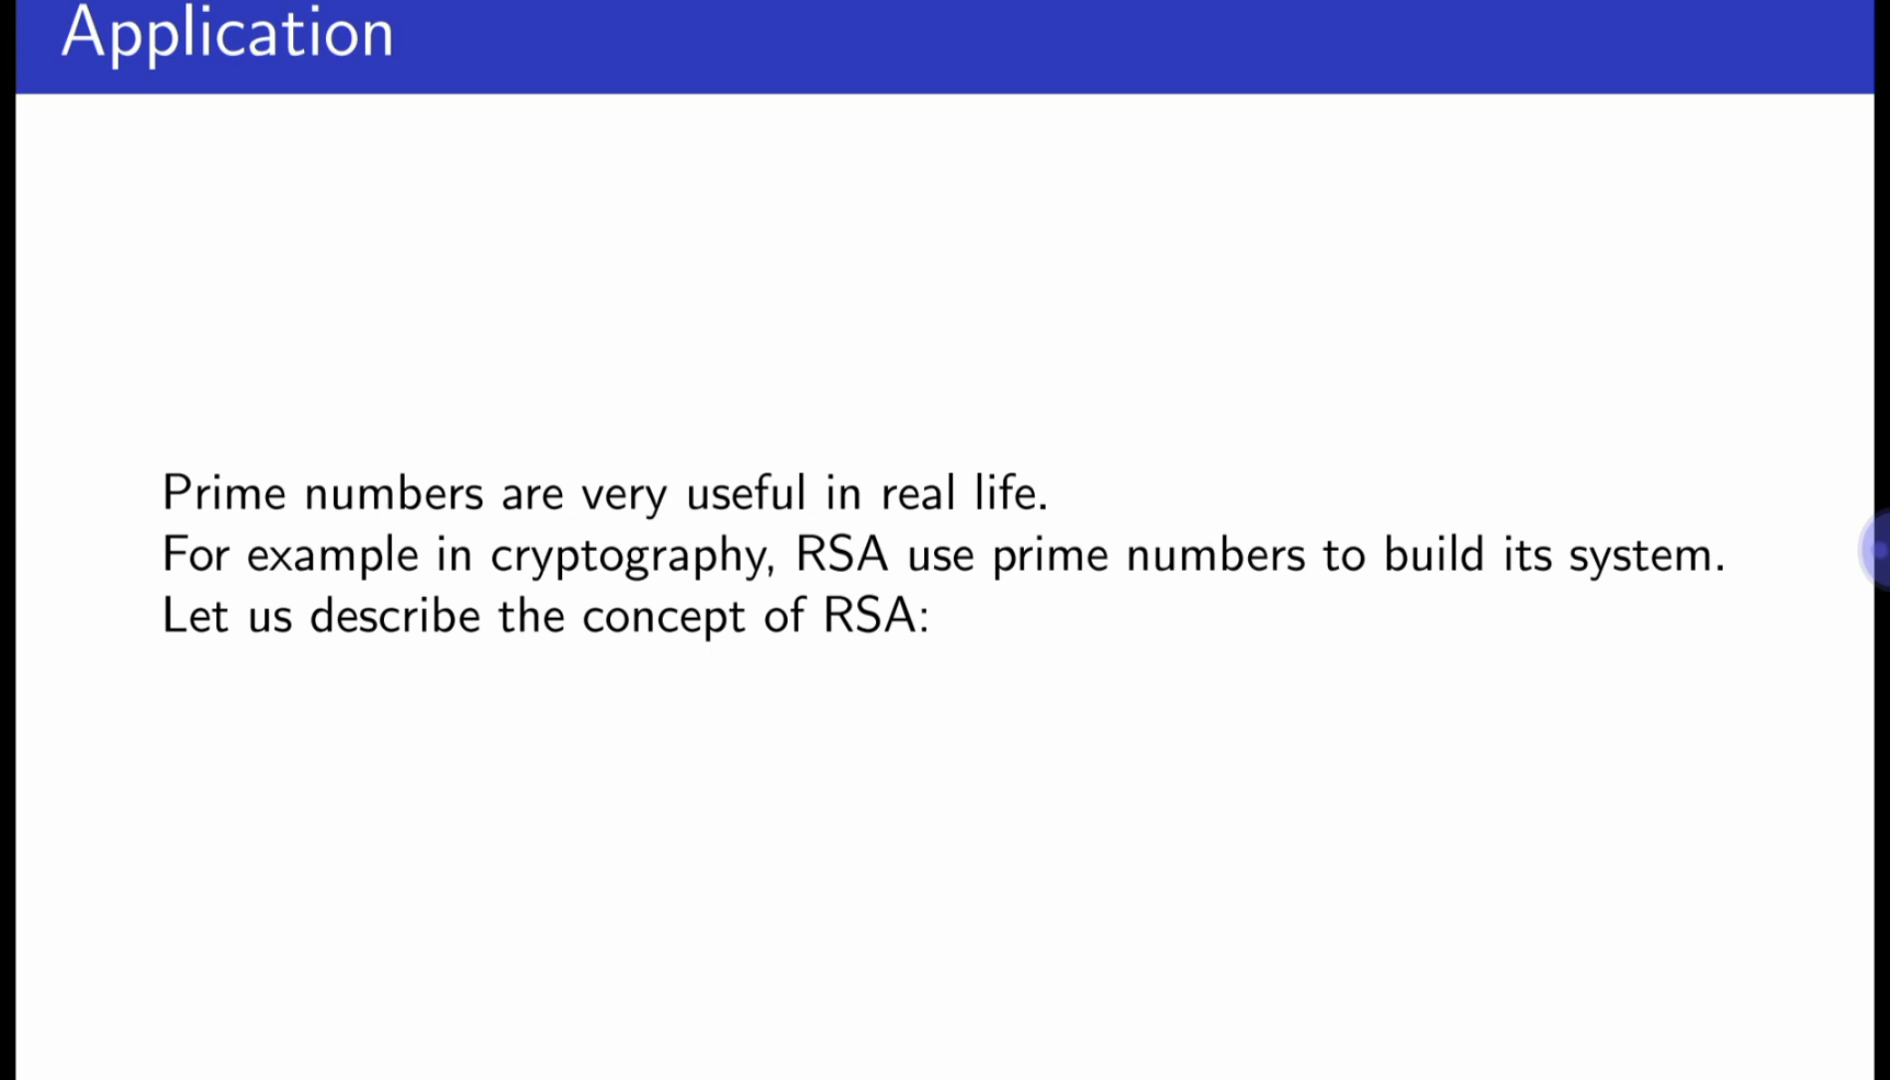 Application
Prime numbers are very useful in real life.
For example in cryptography, RSA use prime numbers to build its system.
Let us describe the concept of RSA: